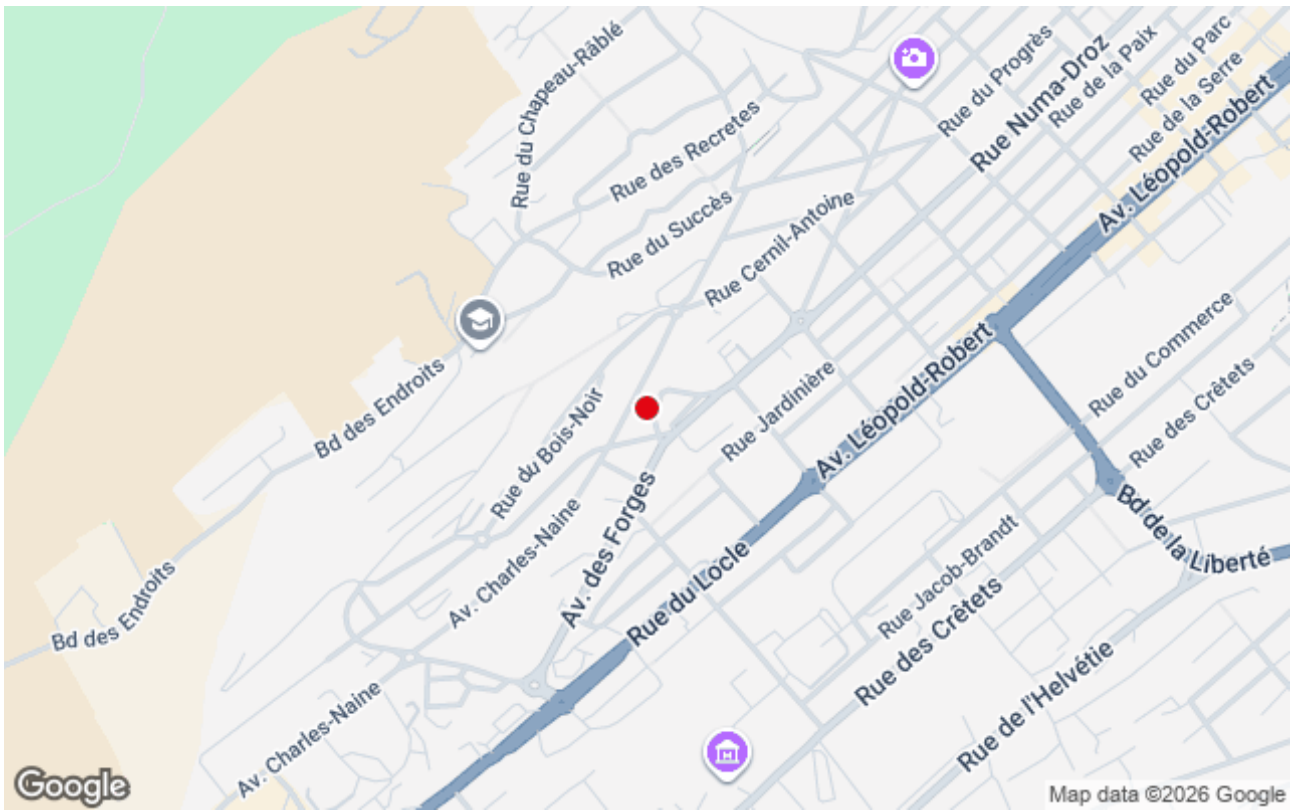 Rue du Chapeau-Râblé
Rue des Recretes
Rue du Succès
Rue Cernil-Antoine
Rue du Progrès
Rue Numa-Droz
Rue de la Paix
Rue du Parc
Rue de la Serre
Av. Léopold-Robert
Bd des Endroits
Rue du Bois-Noir
Rue Jardinière
Av. Léopold-Robert
Rue du Commerce
Rue des Crêtets
Bd de la Liberté
Av. des Forges
Av. Charles-Naine
Rue du Locle
Rue Jacob-Brandt
Rue des Crêtets
Rue de l'Helvétie
Bd des Endroits
Av. Charles-Naine
Google
Map data ©2026 Google